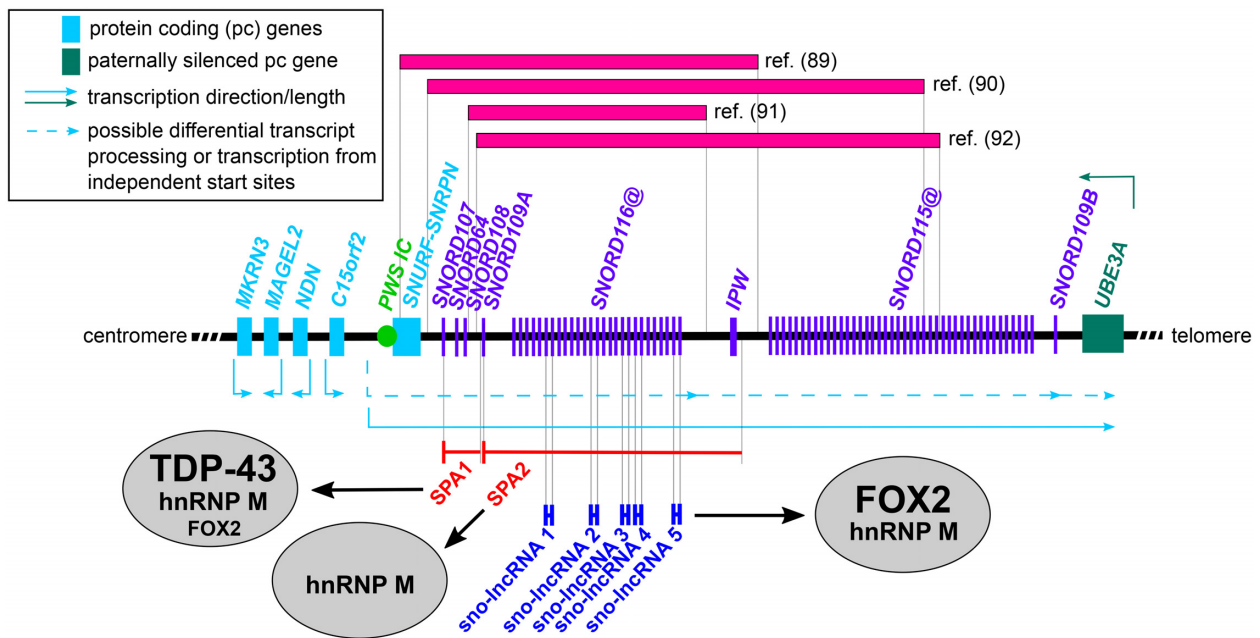 protein coding (pc) genes
paternally silenced pc gene
transcription direction/length
possible differential transcript
processing or transcription from
independent start sites
ref. (89)
ref. (90)
ref. (91)
ref. (92)
MKRN3
MAGEL2
NDN
C15orf2
PWS IC
SNURF-SNRPN
SNORD107
SNORD64
SNORD108
SNORD109A
SNORD116@
IPW
SNORD115@
SNORD109B
UBE3A
centromere
telomere
SPA1
SPA2
TDP-43
hnRNP M
FOX2
hnRNP M
sno-lncRNA 1
sno-lncRNA 2
sno-lncRNA 3
sno-lncRNA 4
sno-lncRNA 5
FOX2
hnRNP M